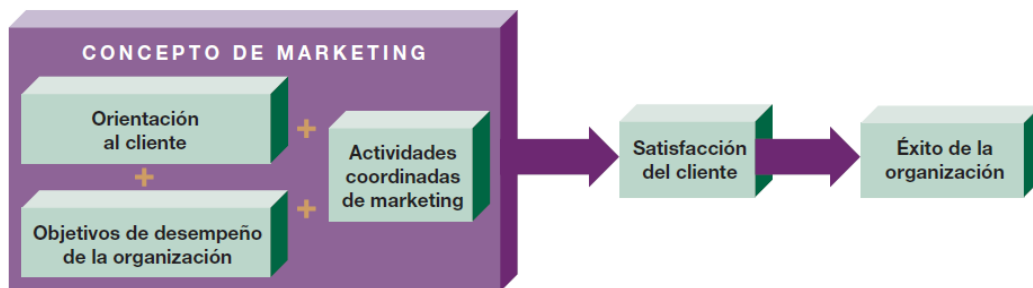 CONCEPTO DE MARKETING
Orientación
al cliente
+
+
Actividades
coordinadas
de marketing
+
Objetivos de desempeño
de la organización
Satisfacción
del cliente
Éxito de la
organización